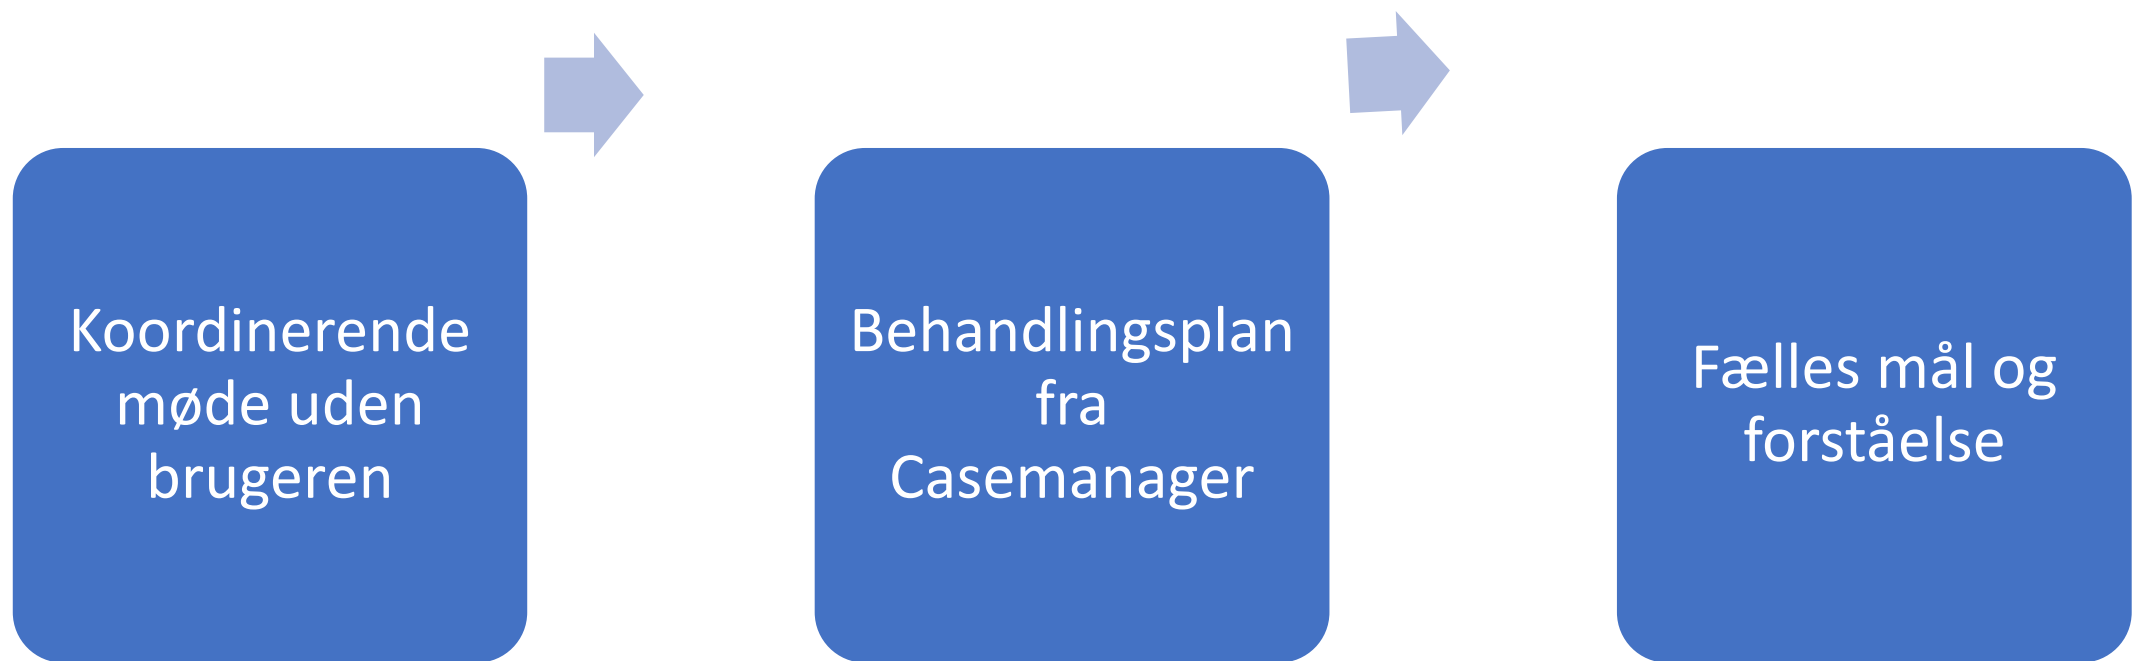 Koordinerende
møde uden
brugeren
Behandlingsplan
fra
Casemanager
Fælles mål og
forståelse